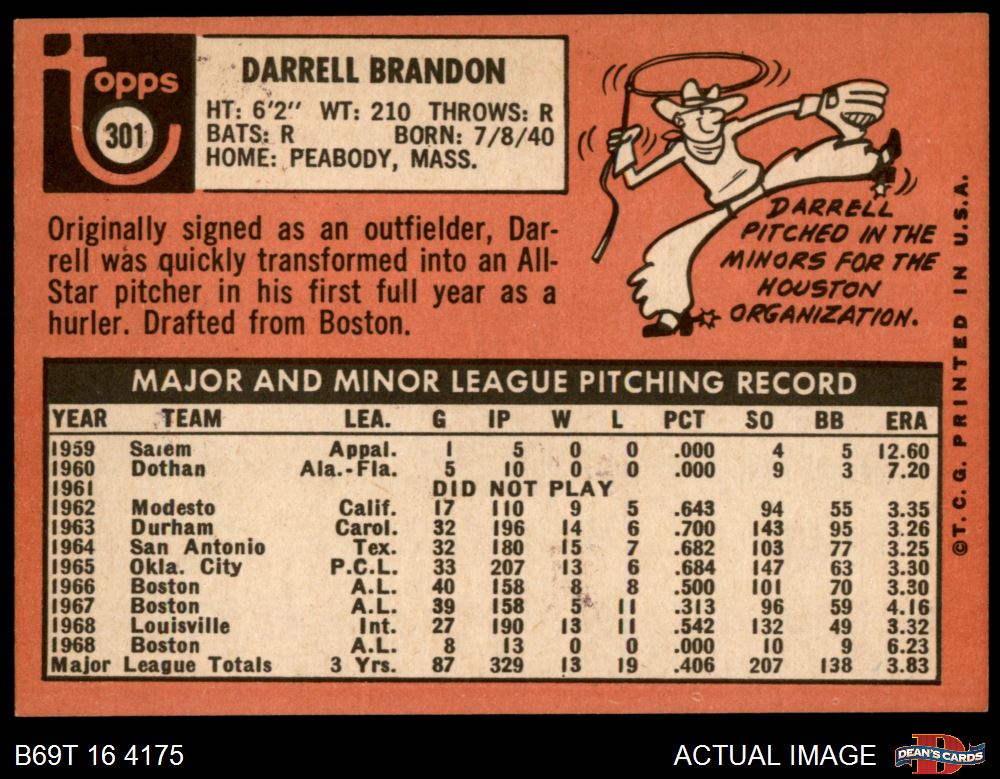 Topps
301
DARRELL BRANDON
HT: 6'2" WT: 210 THROWS: R
BATS: R BORN: 7/8/40
HOME: PEABODY, MASS.
Originally signed as an outfielder, Dar-
rell was quickly transformed into an All-
Star pitcher in his first full year as a
hurler. Drafted from Boston.
DARRELL
PITCHED IN THE
MINORS FOR THE
HOUSTON
ORGANIZATION.
MAJOR AND MINOR LEAGUE PITCHING RECORD
YEAR TEAM LEA. G IP W L PCT SO BB ERA
1959 Salem Appal. 1 5 0 0 .000 4 5 12.60
1960 Dothan Ala.-Fla. 5 10 0 0 .000 9 3 7.20
1961 DID NOT PLAY
1962 Modesto Calif. 17 110 9 5 .643 94 55 3.35
1963 Durham Carol. 32 196 14 6 .700 143 95 3.26
1964 San Antonio Tex. 32 180 15 7 .682 103 77 3.25
1965 Okla. City P.C.L. 33 207 13 6 .684 147 63 3.30
1966 Boston A.L. 40 158 8 8 .500 101 70 3.30
1967 Boston A.L. 39 158 5 11 .313 96 59 4.16
1968 Louisville Int. 27 190 13 11 .542 132 49 3.32
1968 Boston A.L. 8 13 0 0 .000 10 9 6.23
Major League Totals 3 Yrs. 87 329 13 19 .406 207 138 3.83
©T. C. G. PRINTED IN U.S.A.
B69T 16 4175
ACTUAL IMAGE
D
DEAN'S CARDS